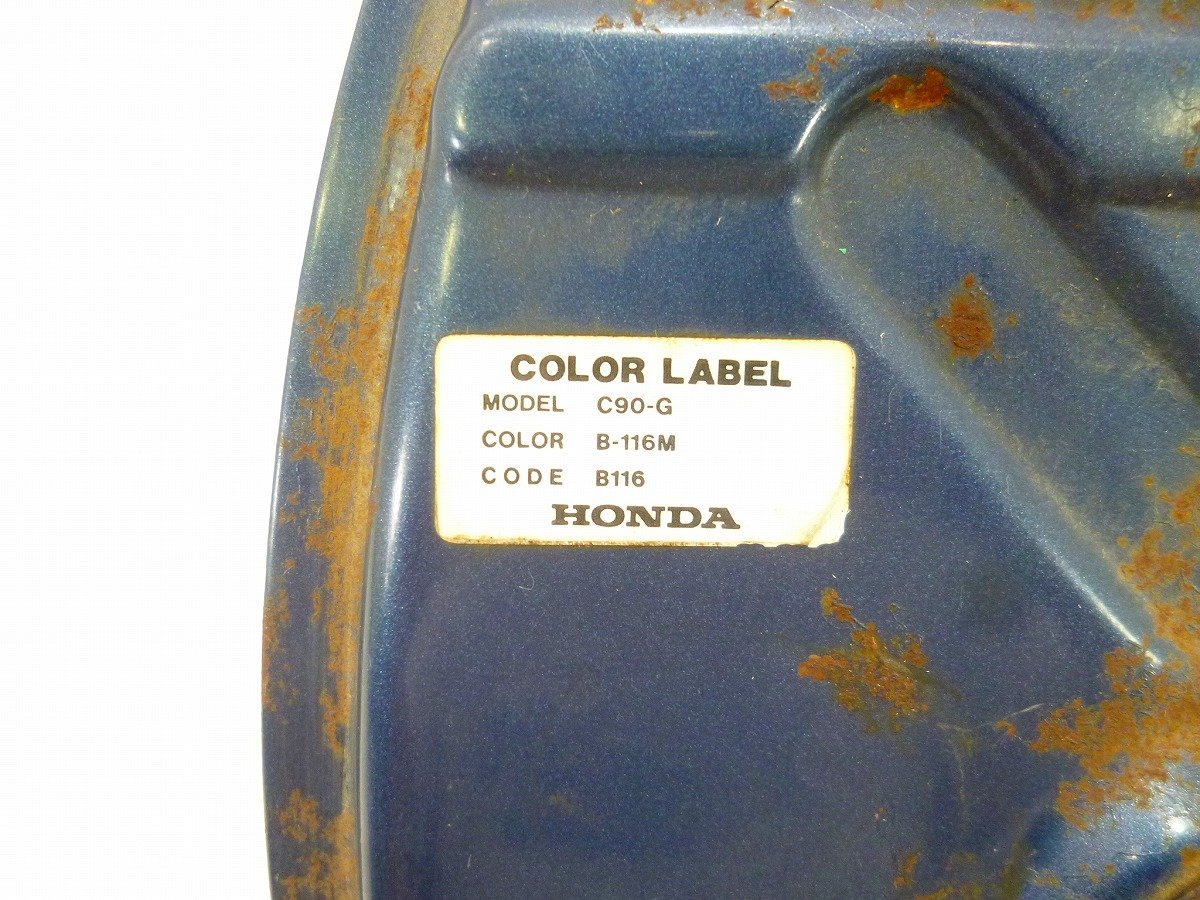 COLOR LABEL
MODEL C90-G
COLOR B-116M
CODE B116
HONDA